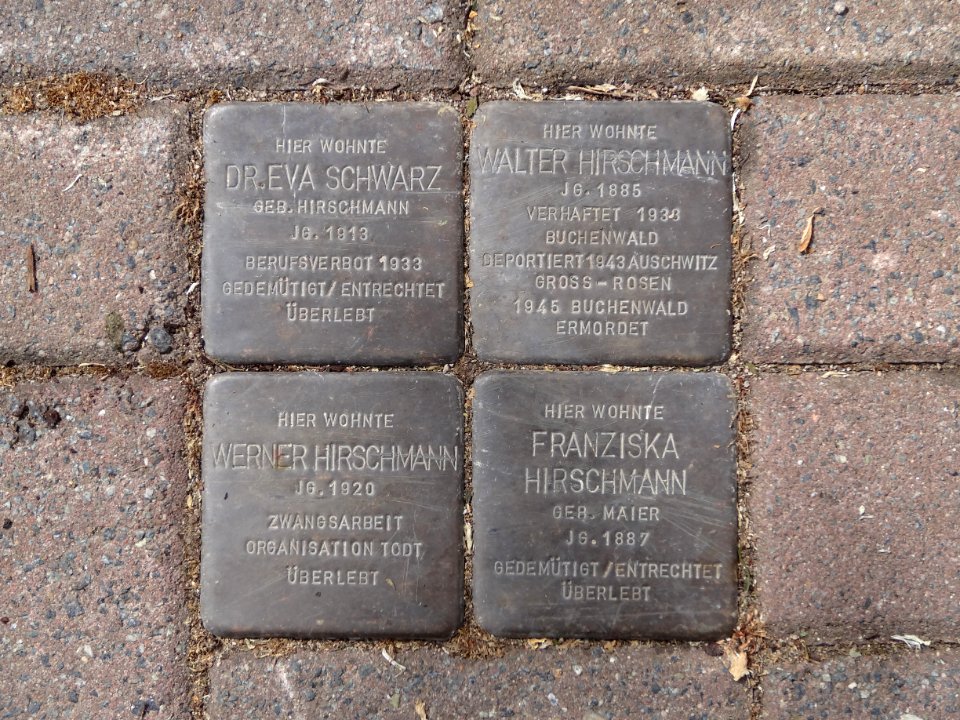 HIER WOHNTE
DR. EVA SCHWARZ
GEB. HIRSCHMANN
JG. 1913
BERUFSVERBOT 1933
GEDEMÜTIGT/ENTRECHTET
ÜBERLEBT
HIER WOHNTE
WALTER HIRSCHMANN
JG. 1885
VERHAFTET 1938
BUCHENWALD
DEPORTIERT 1943 AUSCHWITZ
GROSS-ROSEN
1945 BUCHENWALD
ERMORDET
HIER WOHNTE
WERNER HIRSCHMANN
JG. 1920
ZWANGSARBEIT
ORGANISATION TODT
ÜBERLEBT
HIER WOHNTE
FRANZISKA
HIRSCHMANN
GEB. MAIER
JG. 1887
GEDEMÜTIGT/ENTRECHTET
ÜBERLEBT